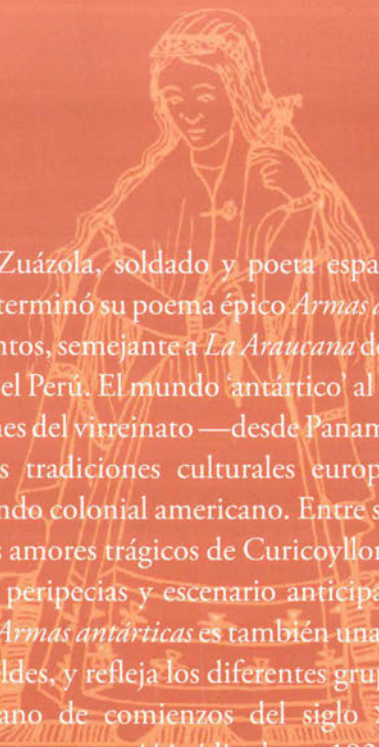 Zuázola, soldado y poeta espa
terminó su poema épico Armas a
ntos, semejante a La Araucana de
el Perú. El mundo ‘antártico’ al
nes del virreinato —desde Panam
s tradiciones culturales europ
ndo colonial americano. Entre s
s amores trágicos de Curicoyllor
peripecias y escenario anticipa
Armas antárticas es también una
ldes, y refleja los diferentes grup
ano de comienzos del siglo